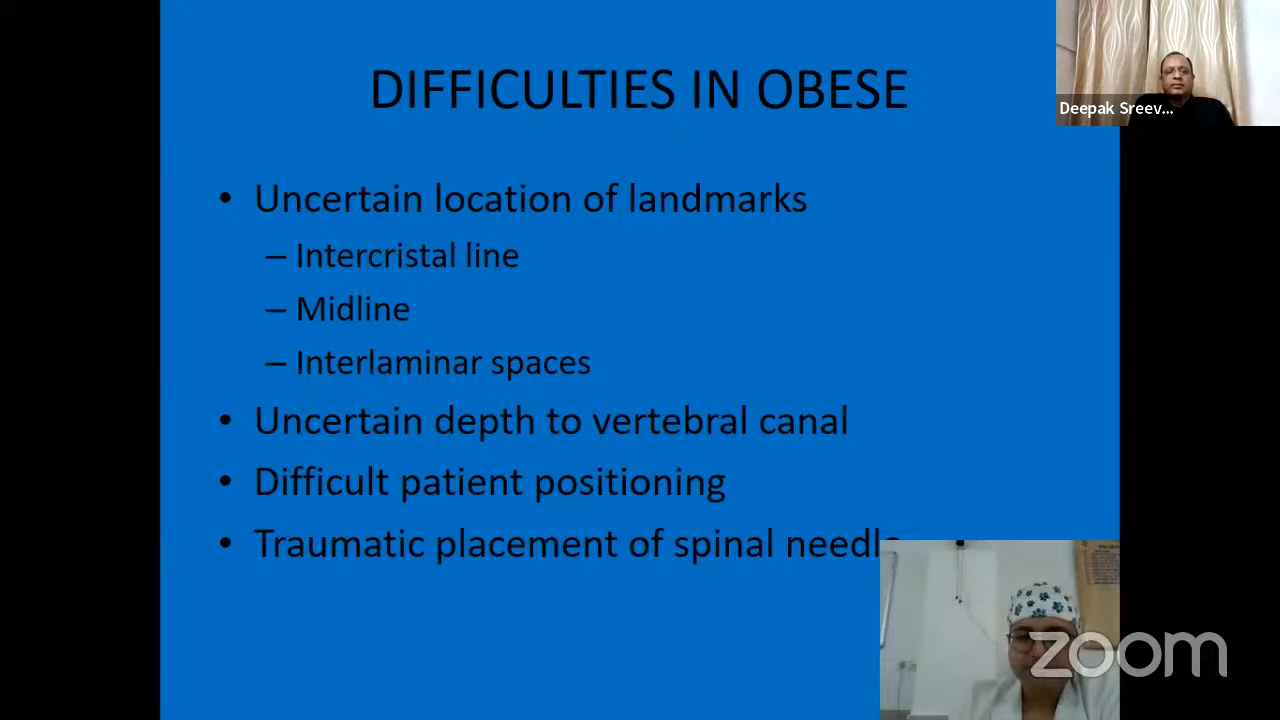 DIFFICULTIES IN OBESE
Deepak Sreev...
• Uncertain location of landmarks
– Intercristal line
– Midline
– Interlaminar spaces
• Uncertain depth to vertebral canal
• Difficult patient positioning
• Traumatic placement of spinal needle
zoom